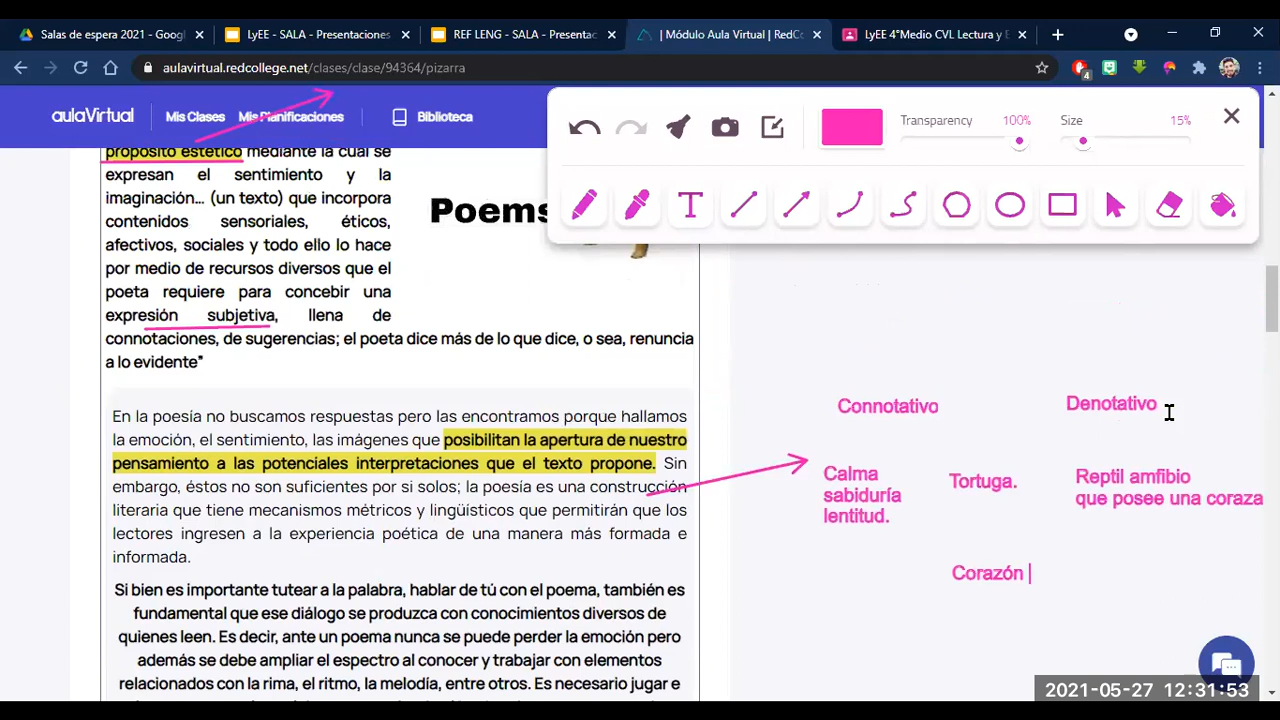 Salas de espera 2021 - Googl
LyEE - SALA - Presentaciones
REF LENG - SALA - Presentac
| Módulo Aula Virtual | RedCo
LyEE 4°Medio CVL Lectura y E
aulavirtual.redcollege.net/clases/clase/94364/pizarra
4
aulaVirtual
Mis Clases
Mis Planificaciones
Biblioteca
Transparency 100%
Size 15%
T
propósito estético mediante la cual se
expresan el sentimiento y la
imaginación... (un texto) que incorpora
contenidos sensoriales, éticos,
afectivos, sociales y todo ello lo hace
por medio de recursos diversos que el
poeta requiere para concebir una
expresión subjetiva, llena de
connotaciones, de sugerencias; el poeta dice más de lo que dice, o sea, renuncia
a lo evidente”
Poems
En la poesía no buscamos respuestas pero las encontramos porque hallamos
la emoción, el sentimiento, las imágenes que posibilitan la apertura de nuestro
pensamiento a las potenciales interpretaciones que el texto propone. Sin
embargo, éstos no son suficientes por si solos; la poesía es una construcción
literaria que tiene mecanismos métricos y lingüísticos que permitirán que los
lectores ingresen a la experiencia poética de una manera más formada e
informada.
Si bien es importante tutear a la palabra, hablar de tú con el poema, también es
fundamental que ese diálogo se produzca con conocimientos diversos de
quienes leen. Es decir, ante un poema nunca se puede perder la emoción pero
además se debe ampliar el espectro al conocer y trabajar con elementos
relacionados con la rima, el ritmo, la melodía, entre otros. Es necesario jugar e
Connotativo
Denotativo
Calma
sabiduría
lentitud.
Tortuga.
Reptil amfibio
que posee una coraza
Corazón
2021-05-27 12:31:53